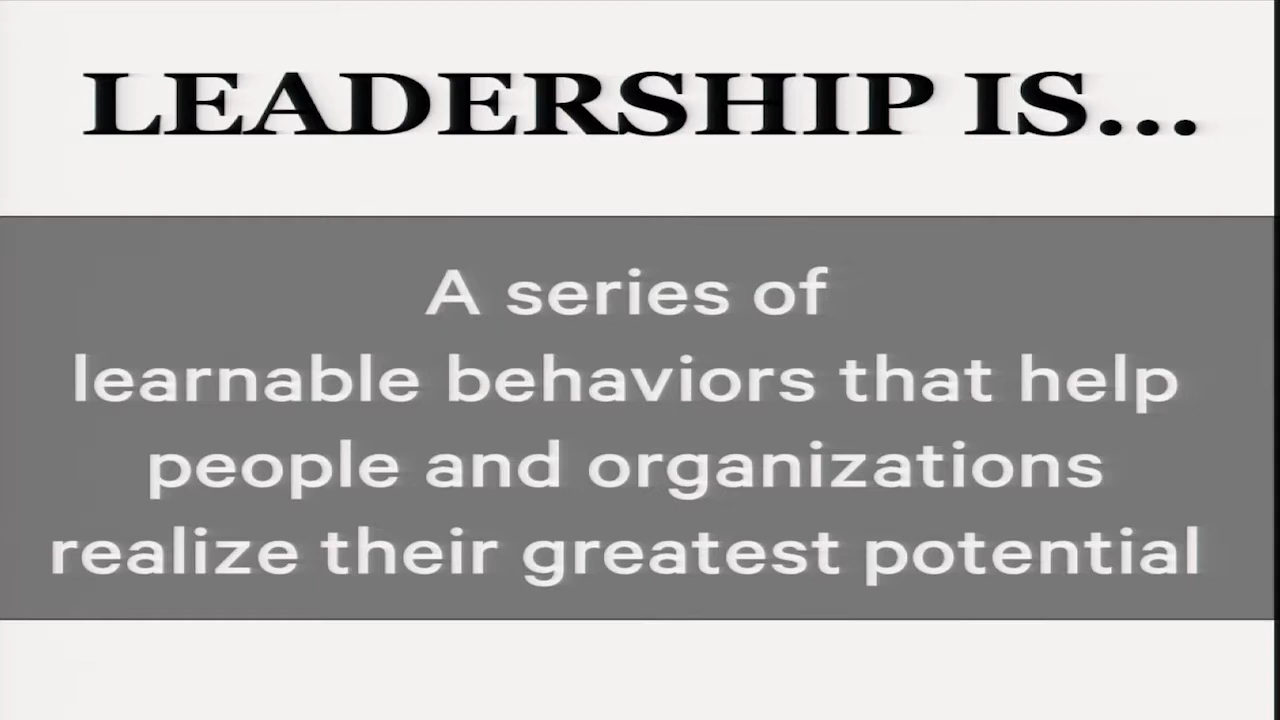 LEADERSHIP IS...
A series of
learnable behaviors that help
people and organizations
realize their greatest potential